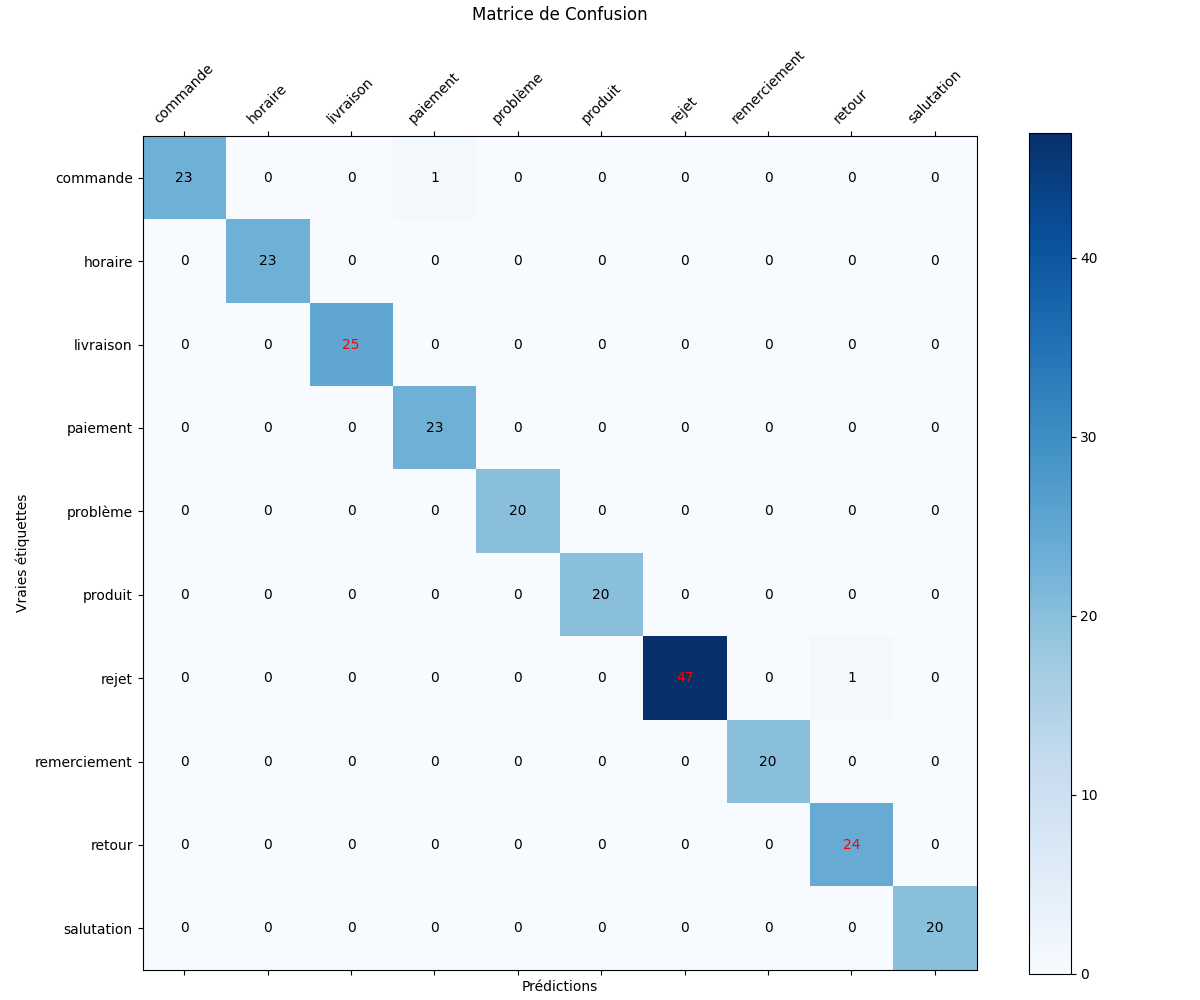 Matrice de Confusion
commande horaire livraison paiement problème produit rejet remerciement retour salutation
commande 23 0 0 1 0 0 0 0 0 0
horaire 0 23 0 0 0 0 0 0 0 0
livraison 0 0 25 0 0 0 0 0 0 0
paiement 0 0 0 23 0 0 0 0 0 0
problème 0 0 0 0 20 0 0 0 0 0
produit 0 0 0 0 0 20 0 0 0 0
rejet 0 0 0 0 0 0 47 0 1 0
remerciement 0 0 0 0 0 0 0 20 0 0
retour 0 0 0 0 0 0 0 0 24 0
salutation 0 0 0 0 0 0 0 0 0 20
Vraies étiquettes
Prédictions
40
30
20
10
0